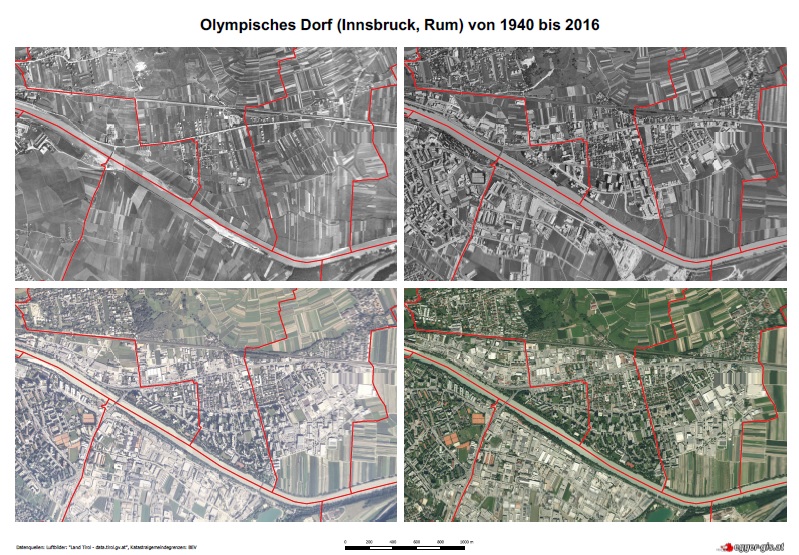 Olympisches Dorf (Innsbruck, Rum) von 1940 bis 2016
Datenquellen: Luftbilder: "Land Tirol - data.tirol.gv.at", Katastralgemeindegrenzen: BEV
0 200 400 600 800 1000 m
egger-gis.at